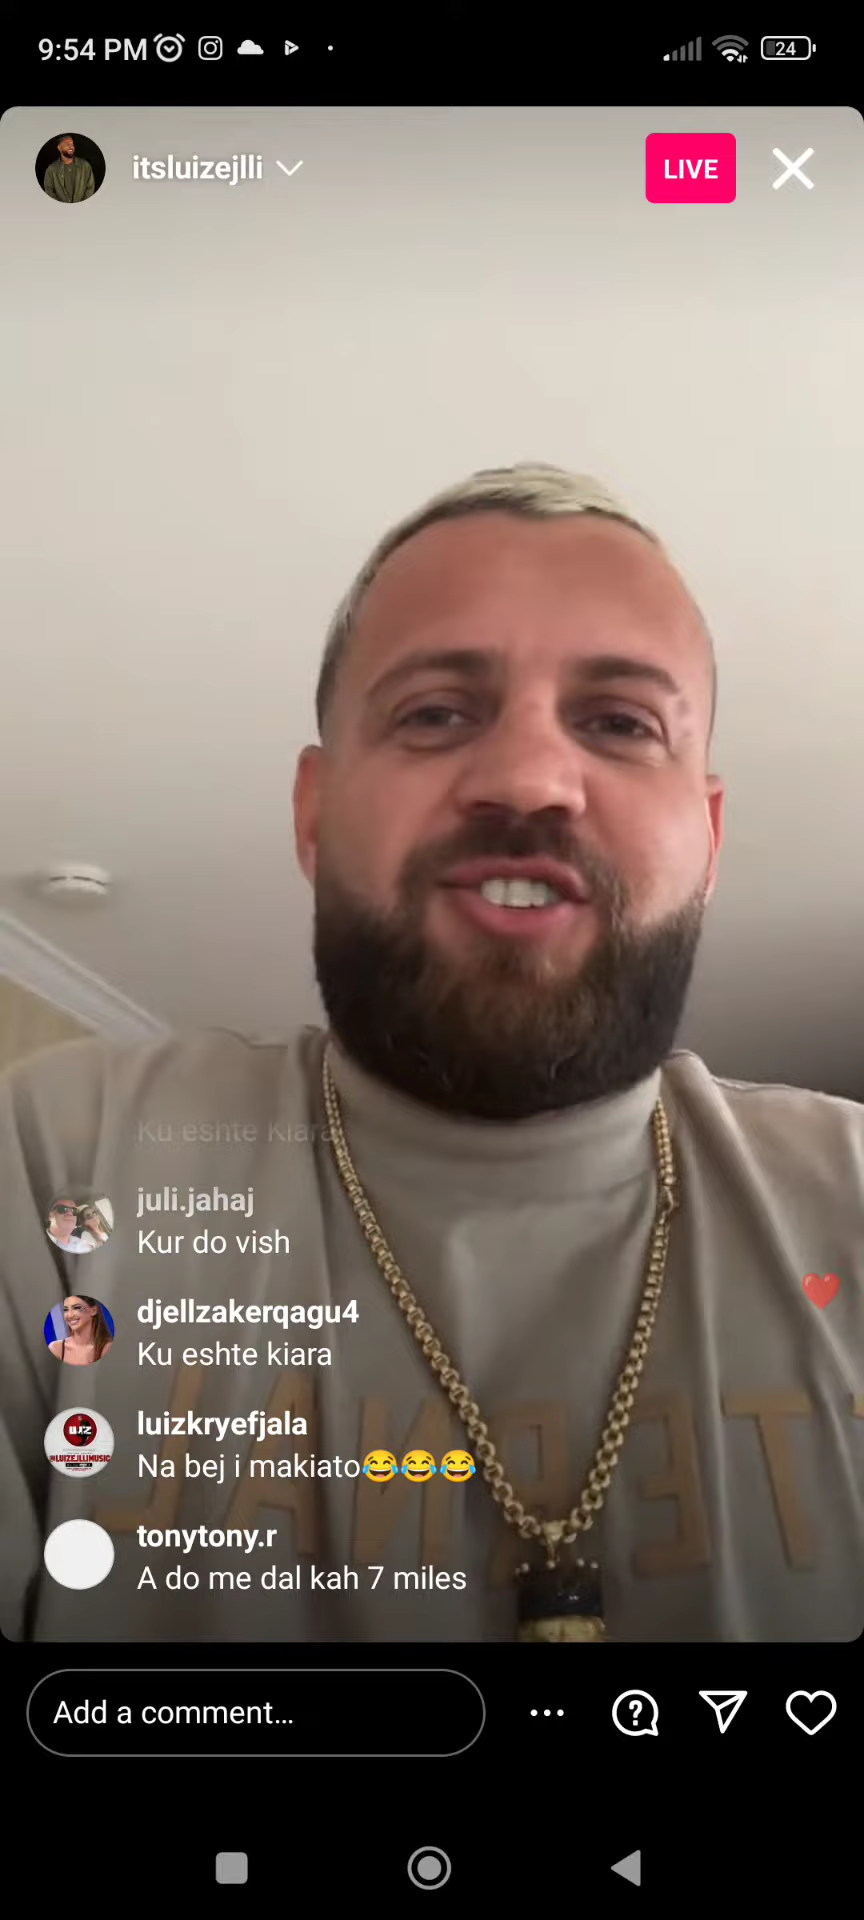 9:54 PM
24
itsluizejlli
LIVE
Ku eshte Kiara
juli.jahaj
Kur do vish
djellzakerqagu4
Ku eshte kiara
luizkryefjala
Na bej i makiato😂😂😂
tonytony.r
A do me dal kah 7 miles
Add a comment...